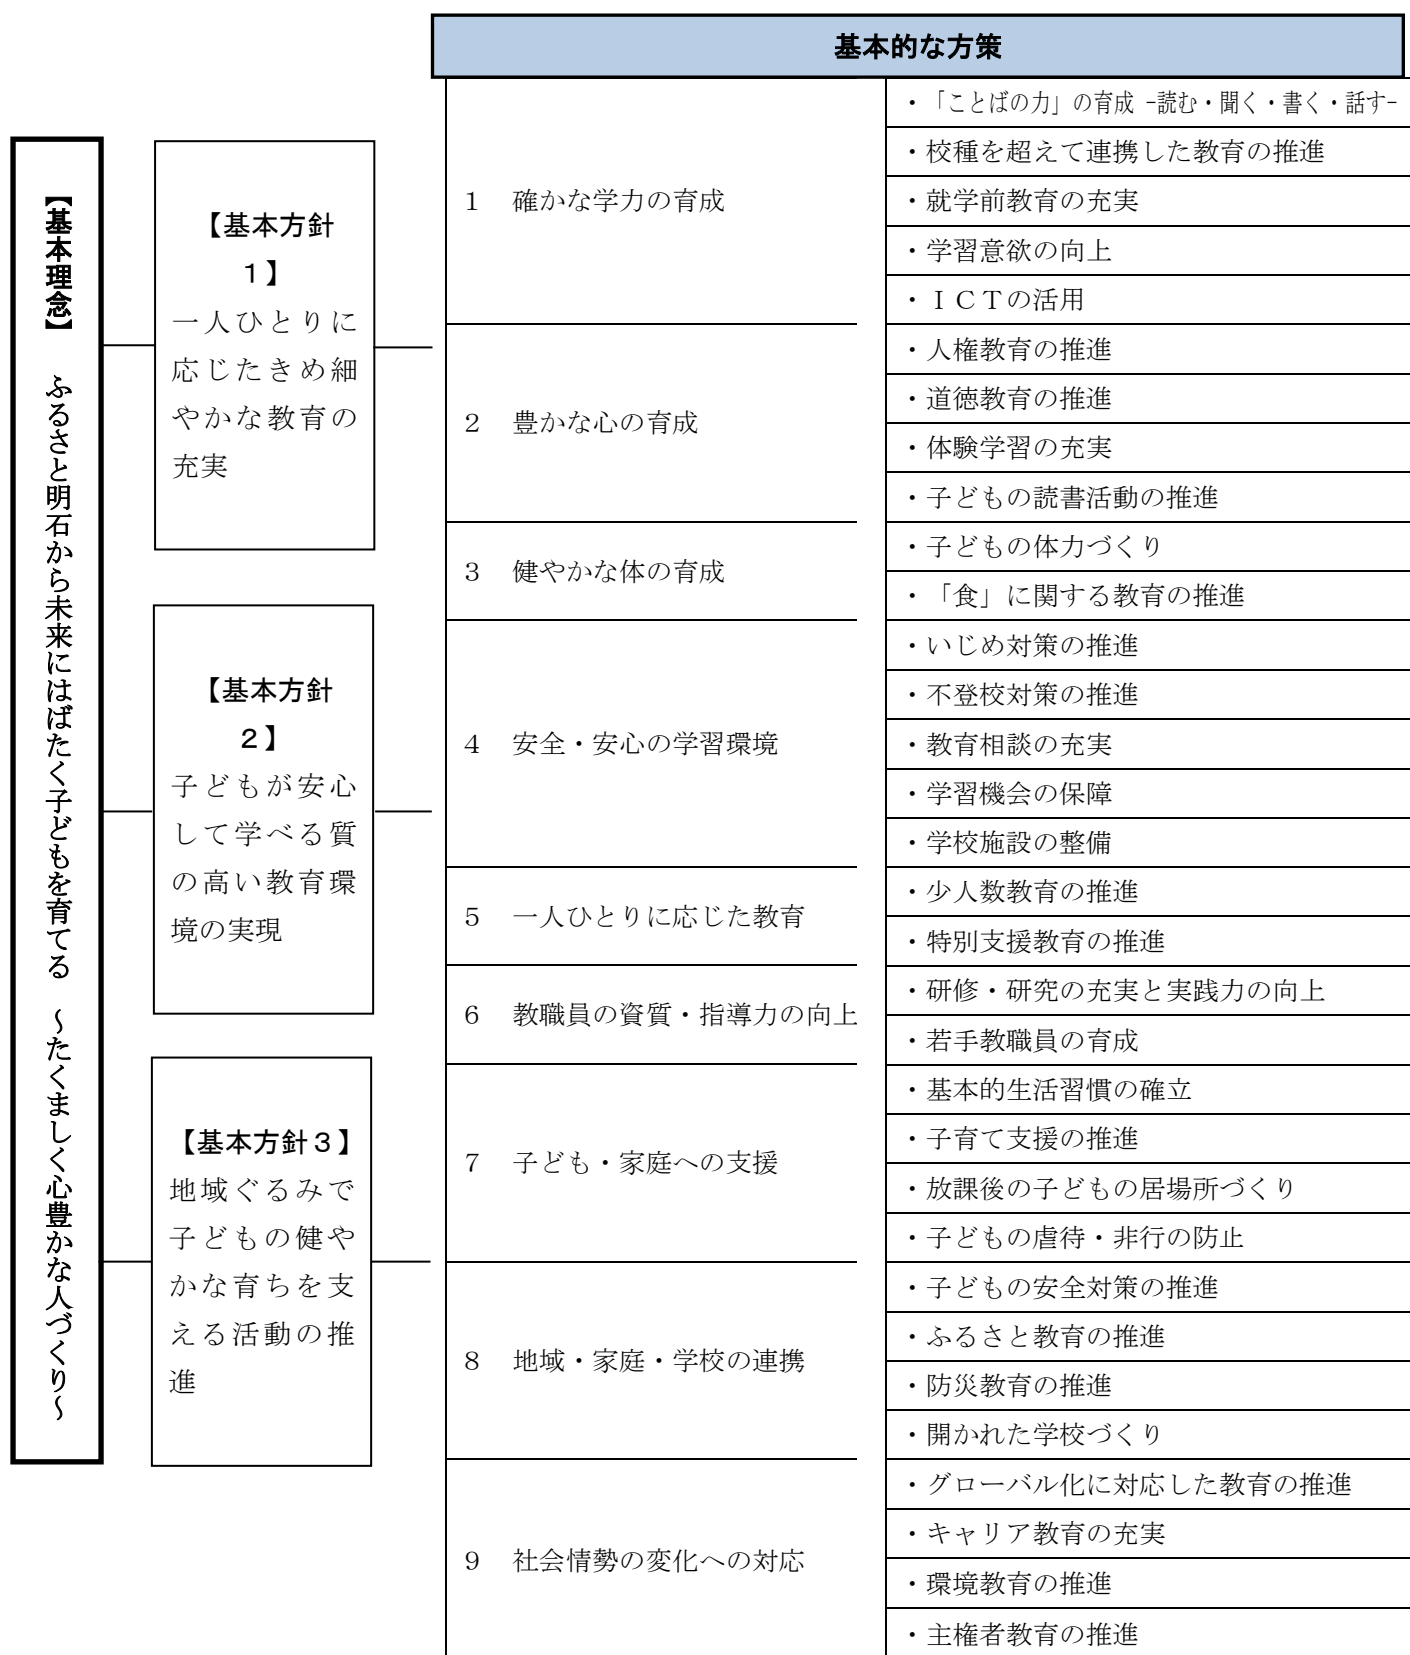 【基本理念】　ふるさと明石から未来にはばたく子どもを育てる　～たくましく心豊かな人づくり～
【基本方針
１】
一人ひとりに
応じたきめ細
やかな教育の
充実
【基本方針
２】
子どもが安心
して学べる質
の高い教育環
境の実現
【基本方針３】
地域ぐるみで
子どもの健や
かな育ちを支
える活動の推
進
基本的な方策
１　確かな学力の育成
・「ことばの力」の育成 -読む・聞く・書く・話す-
・校種を超えて連携した教育の推進
・就学前教育の充実
・学習意欲の向上
・ＩＣＴの活用
２　豊かな心の育成
・人権教育の推進
・道徳教育の推進
・体験学習の充実
・子どもの読書活動の推進
３　健やかな体の育成
・子どもの体力づくり
・「食」に関する教育の推進
４　安全・安心の学習環境
・いじめ対策の推進
・不登校対策の推進
・教育相談の充実
・学習機会の保障
・学校施設の整備
５　一人ひとりに応じた教育
・少人数教育の推進
・特別支援教育の推進
６　教職員の資質・指導力の向上
・研修・研究の充実と実践力の向上
・若手教職員の育成
７　子ども・家庭への支援
・基本的生活習慣の確立
・子育て支援の推進
・放課後の子どもの居場所づくり
・子どもの虐待・非行の防止
８　地域・家庭・学校の連携
・子どもの安全対策の推進
・ふるさと教育の推進
・防災教育の推進
・開かれた学校づくり
９　社会情勢の変化への対応
・グローバル化に対応した教育の推進
・キャリア教育の充実
・環境教育の推進
・主権者教育の推進